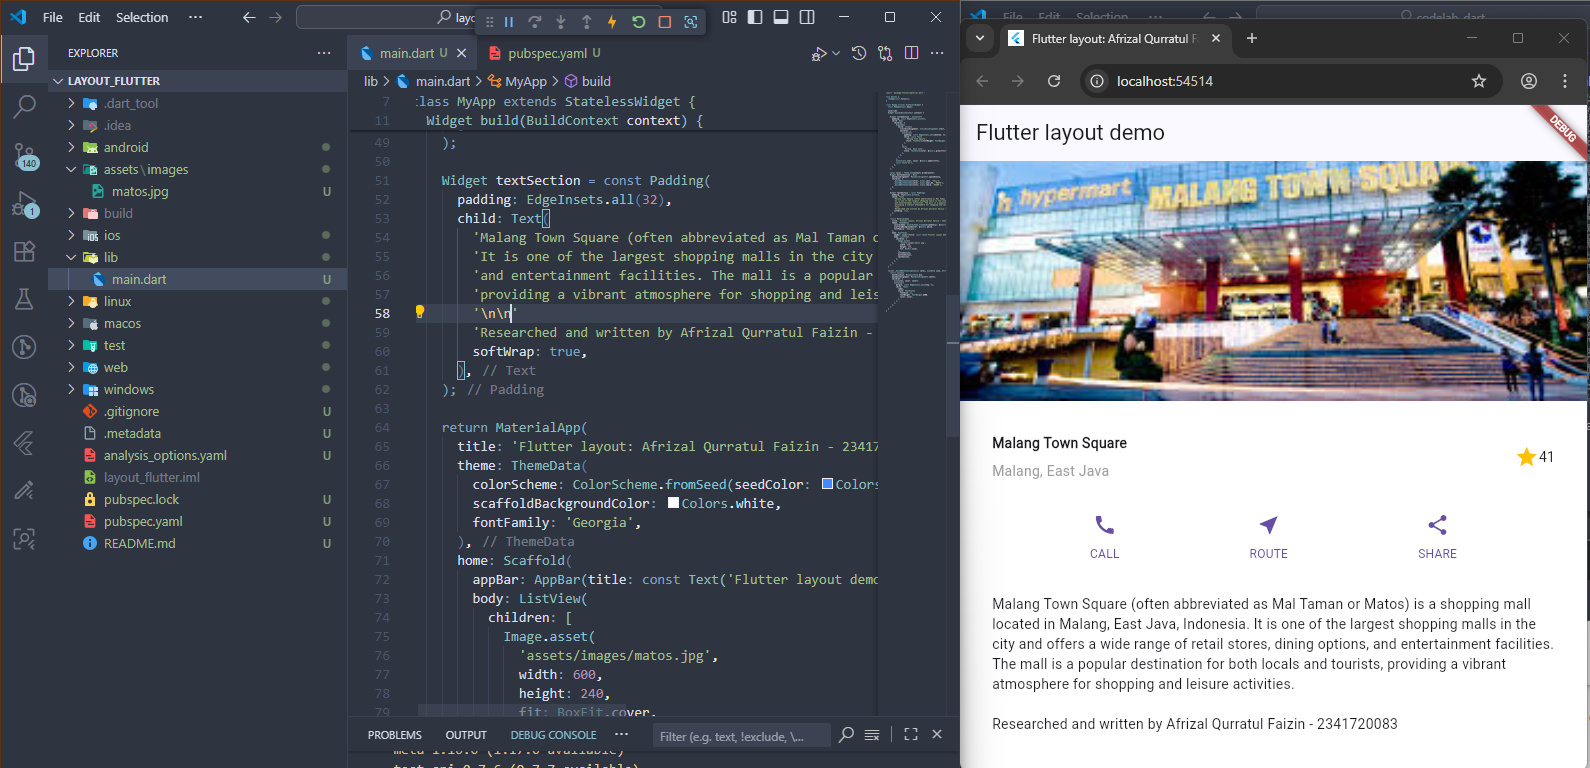 File Edit Selection ···
layo
EXPLORER ···
LAYOUT_FLUTTER
.dart_tool
.idea
android
assets\images
matos.jpg U
build
ios
lib
main.dart U
linux
macos
test
web
windows
.gitignore U
.metadata U
analysis_options.yaml U
layout_flutter.iml
pubspec.lock U
pubspec.yaml U
README.md U
140
1
main.dart U
pubspec.yaml U
lib > main.dart > MyApp > build
7 class MyApp extends StatelessWidget {
11 Widget build(BuildContext context) {
49 );
50
51 Widget textSection = const Padding(
52 padding: EdgeInsets.all(32),
53 child: Text(
54 'Malang Town Square (often abbreviated as Mal Taman o
55 'It is one of the largest shopping malls in the city
56 'and entertainment facilities. The mall is a popular
57 'providing a vibrant atmosphere for shopping and leis
58 '\n\n'
59 'Researched and written by Afrizal Qurratul Faizin -
60 softWrap: true,
61 ), // Text
62 ); // Padding
63
64 return MaterialApp(
65 title: 'Flutter layout: Afrizal Qurratul Faizin - 23417
66 theme: ThemeData(
67 colorScheme: ColorScheme.fromSeed(seedColor: Colors
68 scaffoldBackgroundColor: Colors.white,
69 fontFamily: 'Georgia',
70 ), // ThemeData
71 home: Scaffold(
72 appBar: AppBar(title: const Text('Flutter layout demo
73 body: ListView(
74 children: [
75 Image.asset(
76 'assets/images/matos.jpg',
77 width: 600,
78 height: 240,
79 fit: BoxFit.cover,
PROBLEMS OUTPUT DEBUG CONSOLE ··· Filter (e.g. text, !exclude, \...
File Edit Selection
codelab_dart
Flutter layout: Afrizal Qurratul F
localhost:54514
Flutter layout demo
DEBUG
hypermart MALANG TOWN SQUARE
Malang Town Square
Malang, East Java
41
CALL ROUTE SHARE
Malang Town Square (often abbreviated as Mal Taman or Matos) is a shopping mall
located in Malang, East Java, Indonesia. It is one of the largest shopping malls in the
city and offers a wide range of retail stores, dining options, and entertainment facilities.
The mall is a popular destination for both locals and tourists, providing a vibrant
atmosphere for shopping and leisure activities.
Researched and written by Afrizal Qurratul Faizin - 2341720083